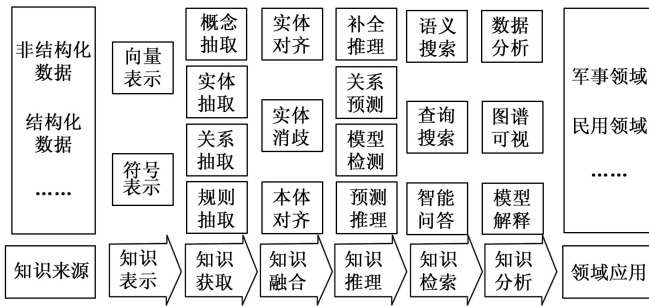 非结构化
数据
结构化
数据
……
向量
表示
符号
表示
概念
抽取
实体
抽取
关系
抽取
规则
抽取
实体
对齐
实体
消歧
本体
对齐
补全
推理
关系
预测
模型
检测
预测
推理
语义
搜索
查询
搜索
智能
问答
数据
分析
图谱
可视
模型
解释
军事领域
民用领域
……
知识来源
知识
表示
知识
获取
知识
融合
知识
推理
知识
检索
知识
分析
领域应用